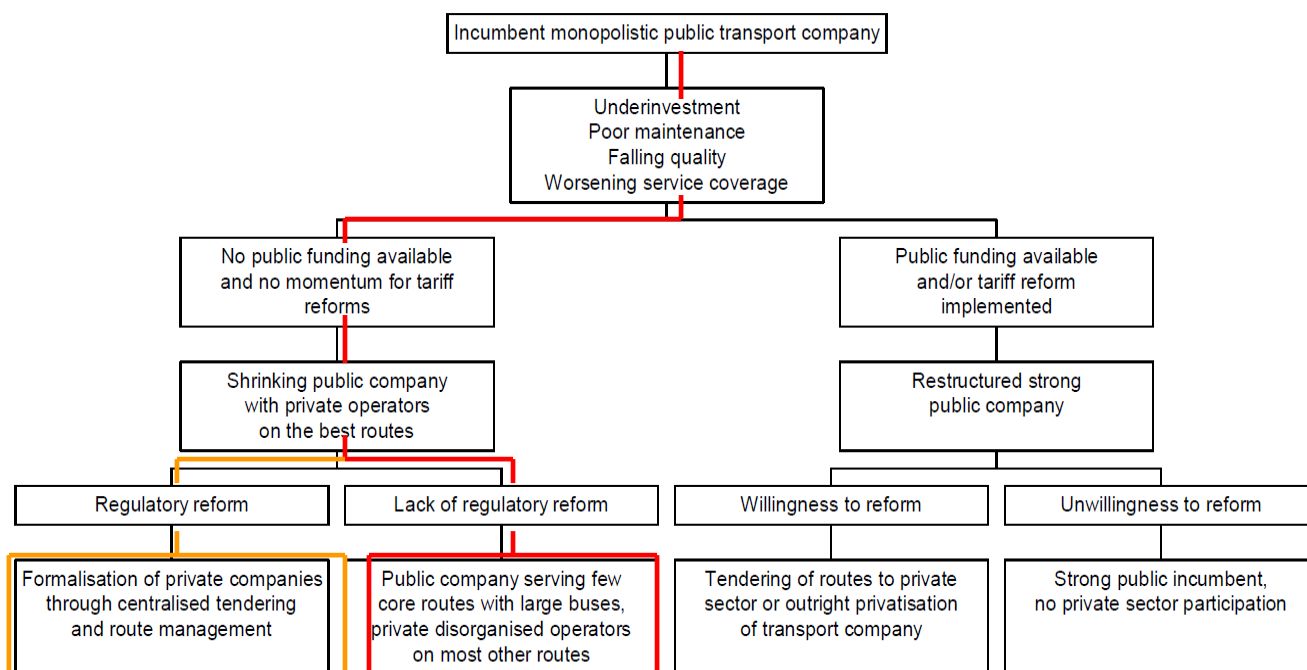 Incumbent monopolistic public transport company
Underinvestment
Poor maintenance
Falling quality
Worsening service coverage
No public funding available
and no momentum for tariff
reforms
Public funding available
and/or tariff reform
implemented
Shrinking public company
with private operators
on the best routes
Restructured strong
public company
Regulatory reform
Lack of regulatory reform
Willingness to reform
Unwillingness to reform
Formalisation of private companies
through centralised tendering
and route management
Public company serving few
core routes with large buses,
private disorganised operators
on most other routes
Tendering of routes to private
sector or outright privatisation
of transport company
Strong public incumbent,
no private sector participation